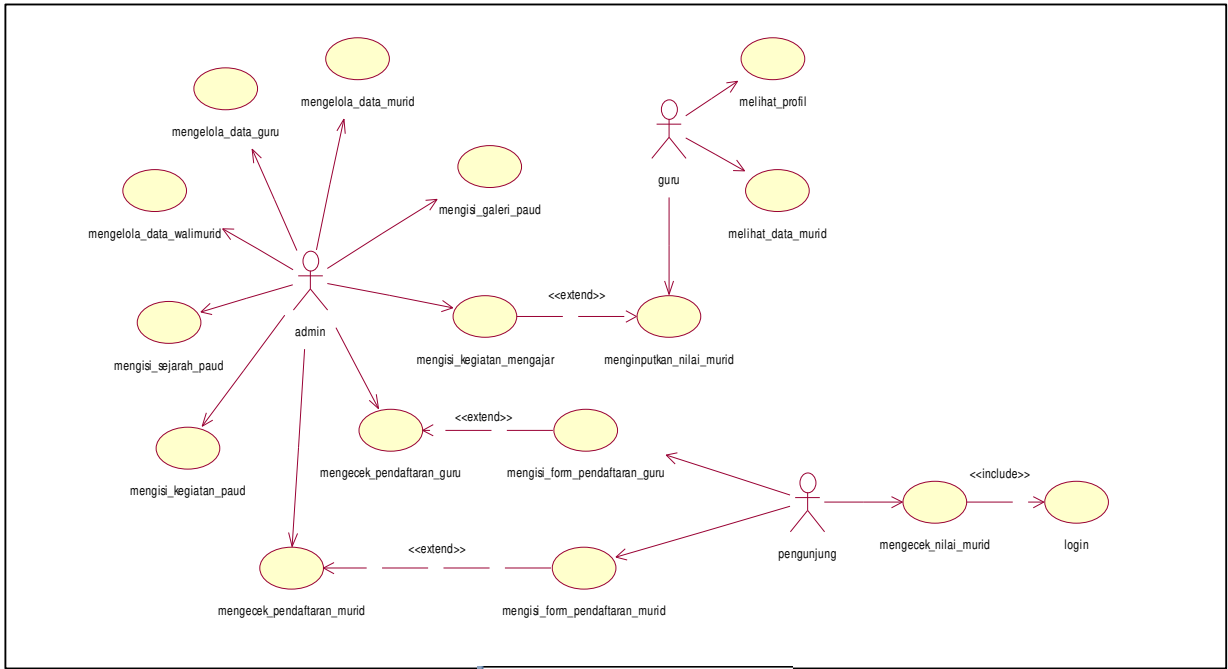 mengelola_data_murid
melihat_profil
mengelola_data_guru
guru
mengisi_galeri_paud
mengelola_data_walimurid
melihat_data_murid
<<extend>>
admin
mengisi_sejarah_paud
mengisi_kegiatan_mengajar
menginputkan_nilai_murid
<<extend>>
mengecek_pendaftaran_guru
mengisi_form_pendaftaran_guru
<<include>>
mengisi_kegiatan_paud
pengunjung
mengecek_nilai_murid
login
<<extend>>
mengecek_pendaftaran_murid
mengisi_form_pendaftaran_murid